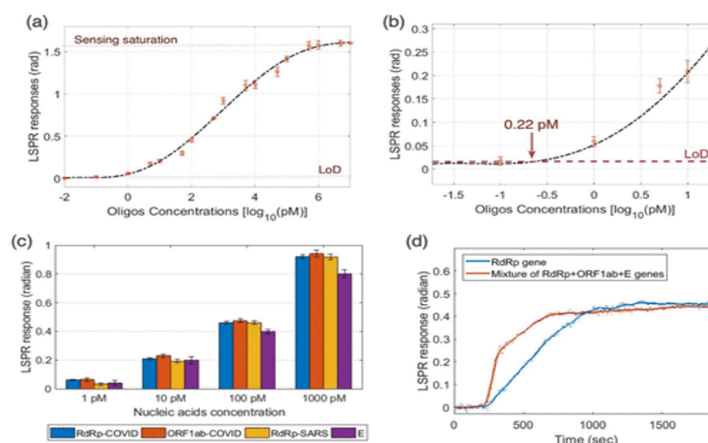 (a)
Sensing saturation
1.5
1
0.5
0
LoD
-2
0
2
4
6
LSPR responses (rad)
Oligos Concentrations [log10(pM)]
(b)
0.3
0.25
0.2
0.15
0.1
0.05
0
0.22 pM
LoD
-1.5
-1
-0.5
0
0.5
1
LSPR responses (rad)
Oligos Concentrations [log10(pM)]
(c)
1
0.8
0.6
0.4
0.2
0
LSPR response (radian)
1 pM
10 pM
100 pM
1000 pM
Nucleic acids concentration
RdRp-COVID
ORF1ab-COVID
RdRp-SARS
E
(d)
RdRp gene
Mixture of RdRp+ORF1ab+E genes
0.8
0.6
0.4
0.2
0
LSPR response (radian)
0
500
1000
1500
Time (sec)